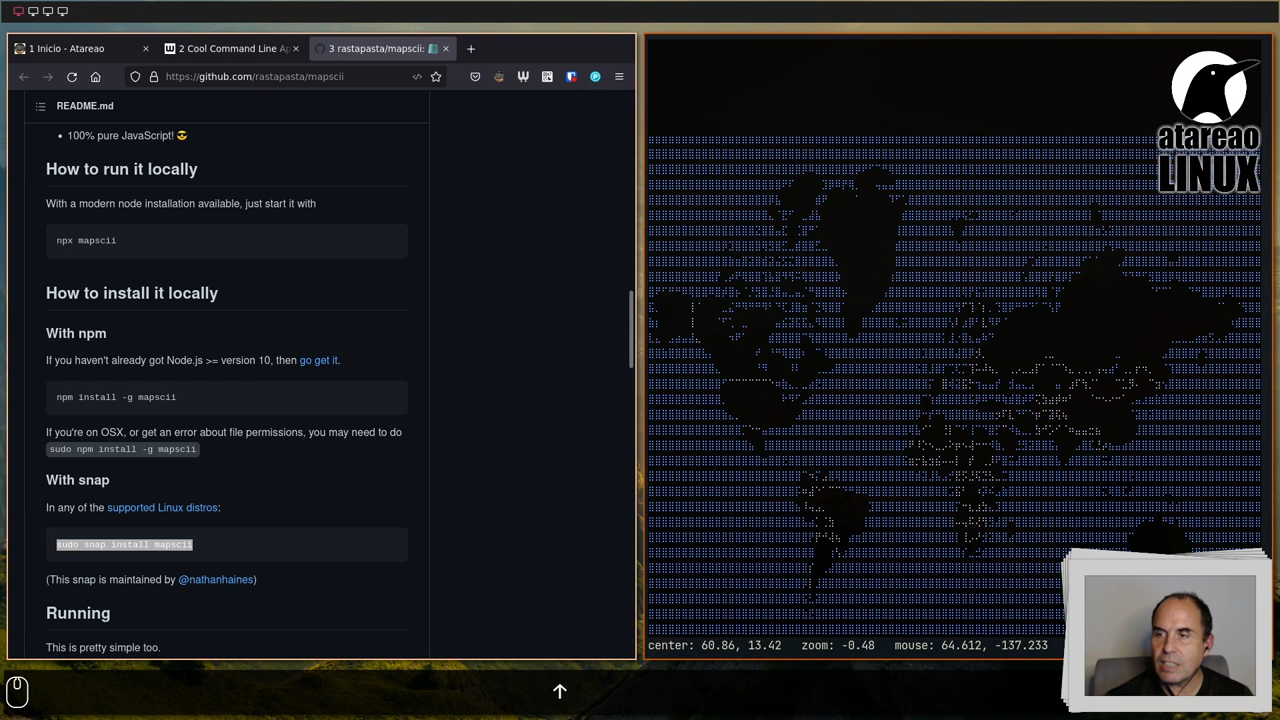 1 Inicio - Atareao
2 Cool Command Line Ap
3 rastapasta/mapscii:
https://github.com/rastapasta/mapscii
README.md
• 100% pure JavaScript! 😎
How to run it locally
With a modern node installation available, just start it with
npx mapscii
How to install it locally
With npm
If you haven't already got Node.js >= version 10, then go get it.
npm install -g mapscii
If you're on OSX, or get an error about file permissions, you may need to do
sudo npm install -g mapscii
With snap
In any of the supported Linux distros:
sudo snap install mapscii
(This snap is maintained by @nathanhaines)
Running
This is pretty simple too.
atareao
LINUX
center: 60.86, 13.42 zoom: -0.48 mouse: 64.612, -137.233